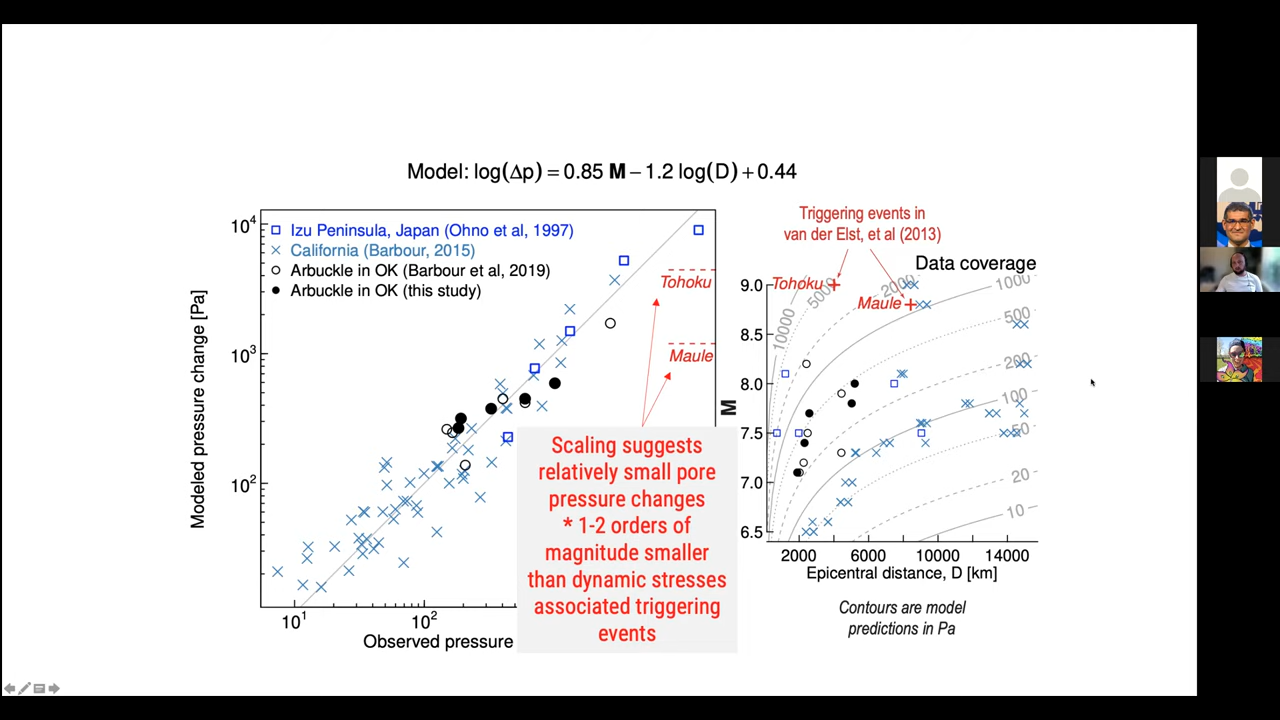 Model: log(Δp) = 0.85 M − 1.2 log(D) + 0.44
10⁴
10³
10²
Modeled pressure change [Pa]
10¹
10²
Observed pressure
Izu Peninsula, Japan (Ohno et al, 1997)
California (Barbour, 2015)
Arbuckle in OK (Barbour et al, 2019)
Arbuckle in OK (this study)
Tohoku
Maule
Scaling suggests
relatively small pore
pressure changes
* 1-2 orders of
magnitude smaller
than dynamic stresses
associated triggering
events
Triggering events in
van der Elst, et al (2013)
Data coverage
9.0
8.5
8.0
7.5
7.0
6.5
M
Tohoku
Maule
10000
5000
2000
1000
500
200
100
50
20
10
2000
6000
10000
14000
Epicentral distance, D [km]
Contours are model
predictions in Pa